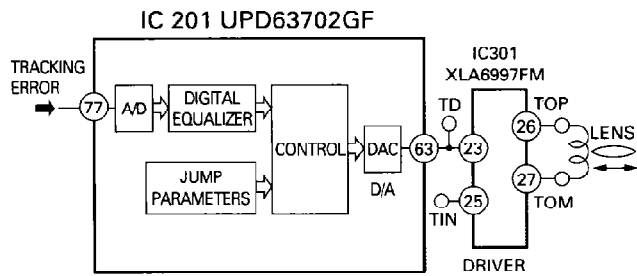 IC 201 UPD63702GF
TRACKING
ERROR
77
A/D
DIGITAL
EQUALIZER
JUMP
PARAMETERS
CONTROL
DAC
D/A
63
TD
TIN
IC301
XLA6997FM
23
25
26
27
TOP
TOM
LENS
DRIVER